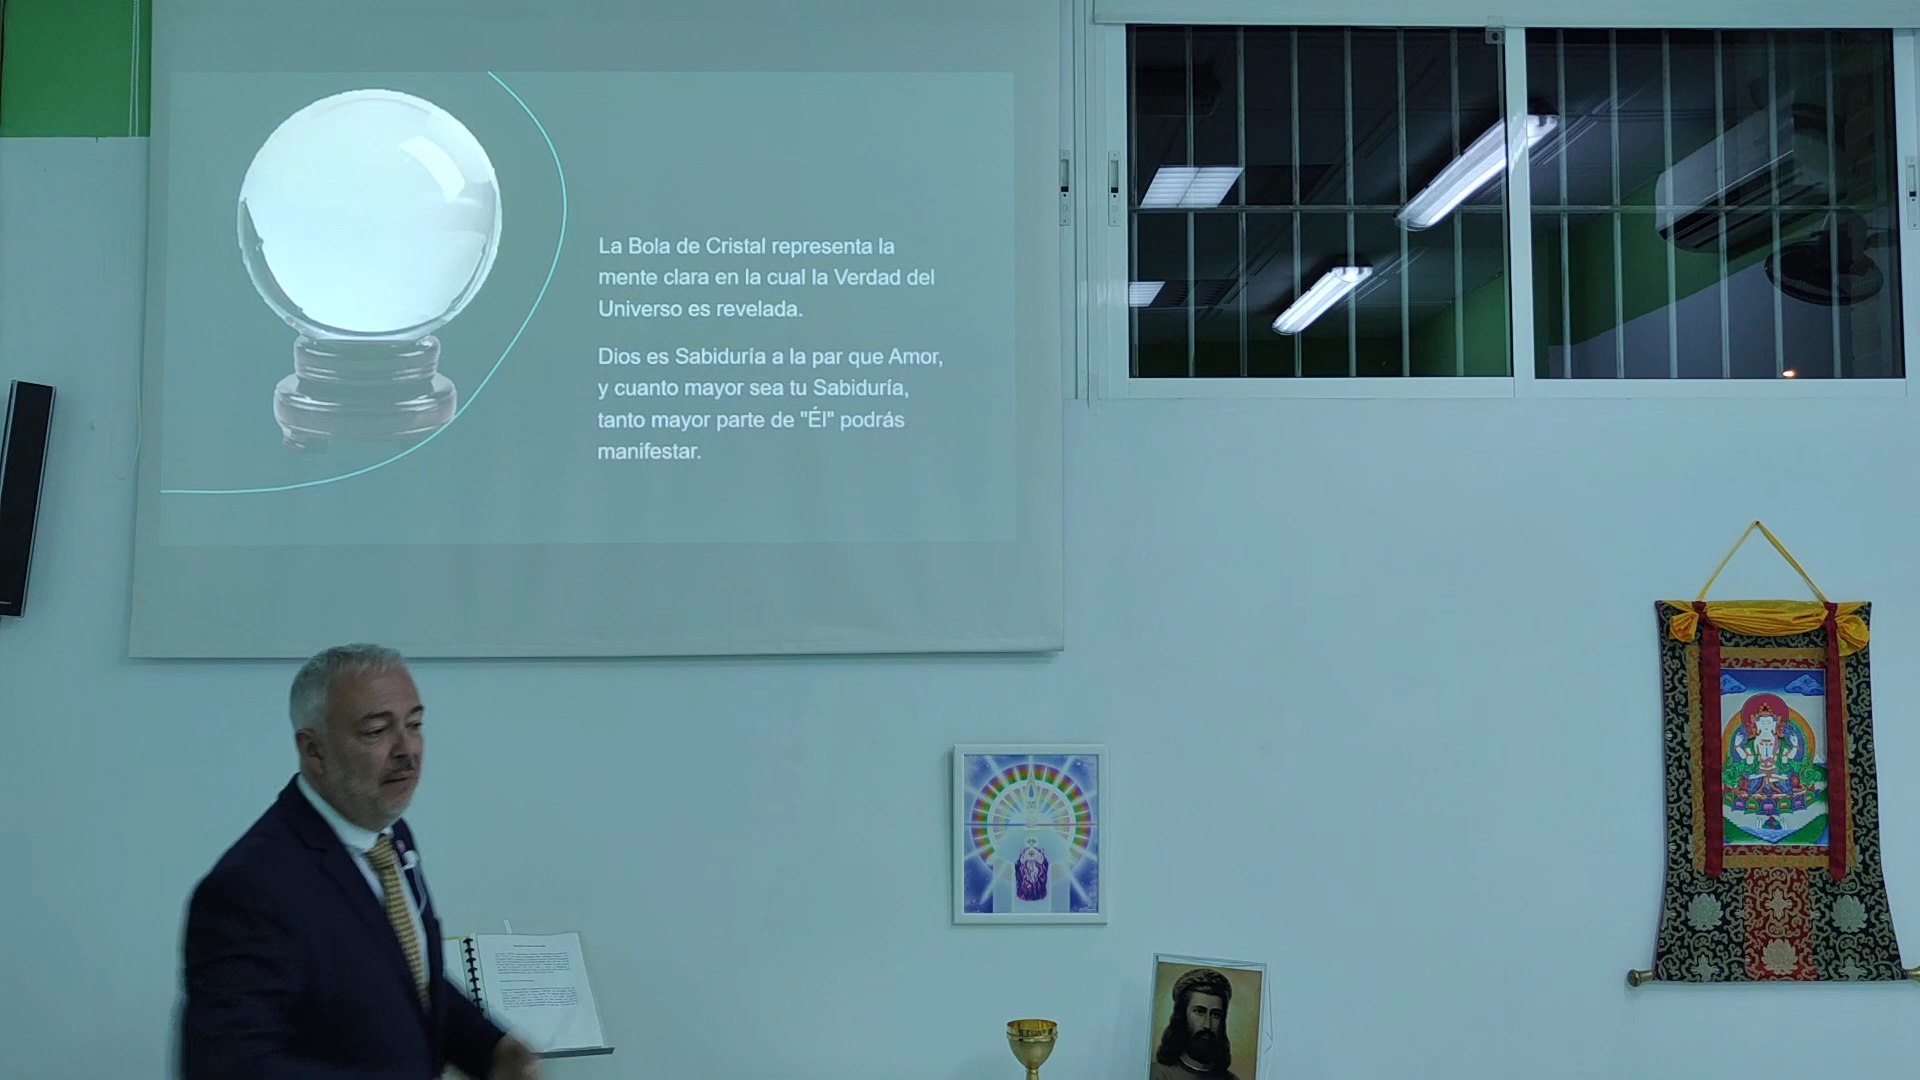 La Bola de Cristal representa la
mente clara en la cual la Verdad del
Universo es revelada.
Dios es Sabiduría a la par que Amor,
y cuanto mayor sea tu Sabiduría,
tanto mayor parte de "Él" podrás
manifestar.